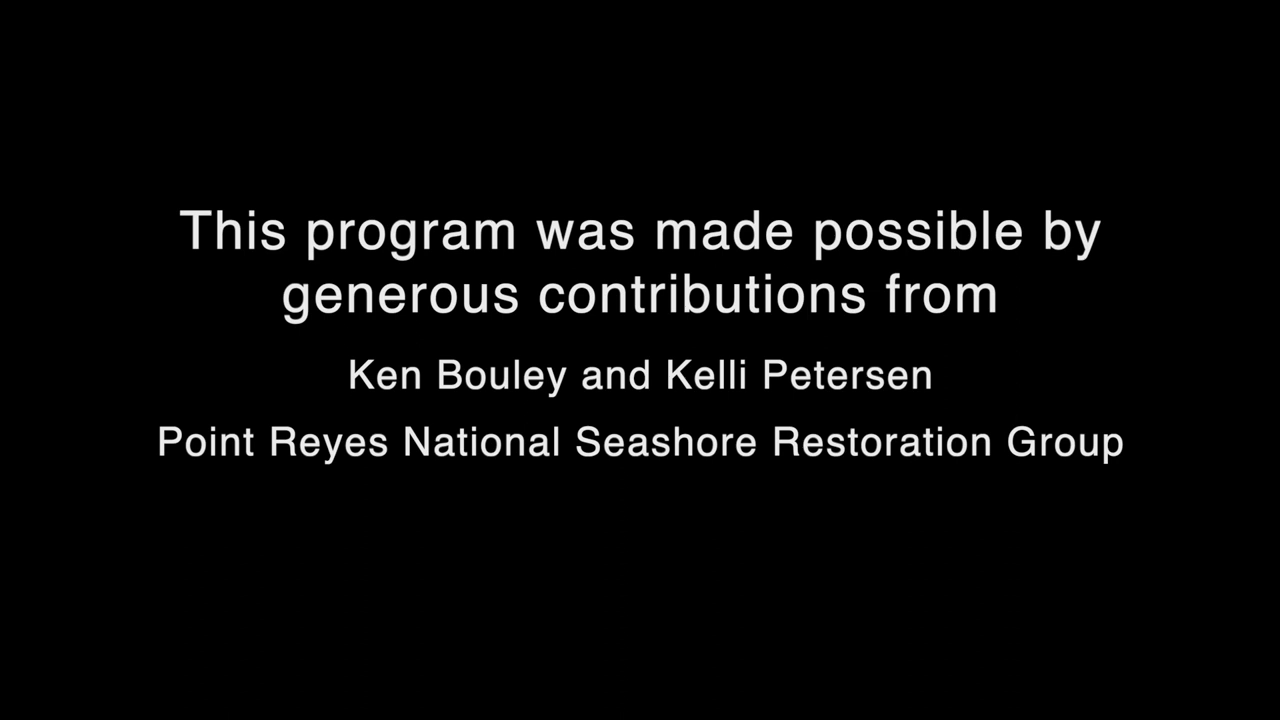 This program was made possible by
generous contributions from
Ken Bouley and Kelli Petersen
Point Reyes National Seashore Restoration Group